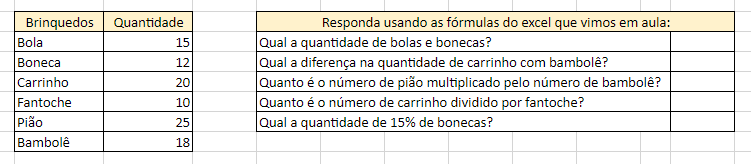 Brinquedos Quantidade
Bola 15
Boneca 12
Carrinho 20
Fantoche 10
Pião 25
Bambolê 18
Responda usando as fórmulas do excel que vimos em aula:
Qual a quantidade de bolas e bonecas?
Qual a diferença na quantidade de carrinho com bambolê?
Quanto é o número de pião multiplicado pelo número de bambolê?
Quanto é o número de carrinho dividido por fantoche?
Qual a quantidade de 15% de bonecas?